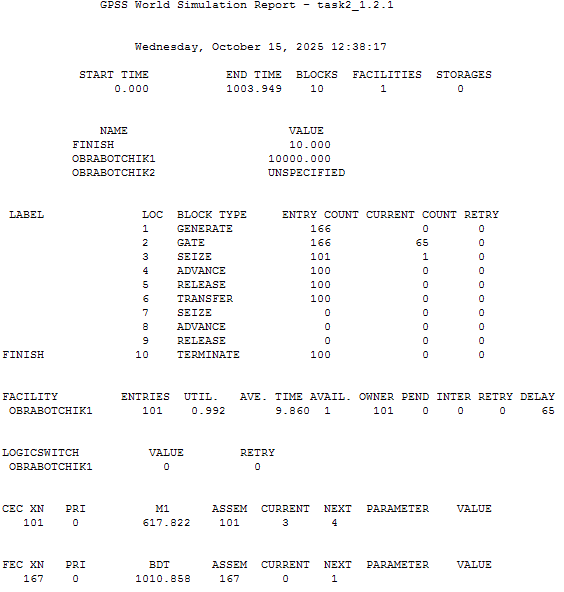 GPSS World Simulation Report - task2_1.2.1
Wednesday, October 15, 2025 12:38:17
START TIME END TIME BLOCKS FACILITIES STORAGES
0.000 1003.949 10 1 0
NAME VALUE
FINISH 10.000
OBRABOTCHIK1 10000.000
OBRABOTCHIK2 UNSPECIFIED
LABEL LOC BLOCK TYPE ENTRY COUNT CURRENT COUNT RETRY
1 GENERATE 166 0 0
2 GATE 166 65 0
3 SEIZE 101 1 0
4 ADVANCE 100 0 0
5 RELEASE 100 0 0
6 TRANSFER 100 0 0
7 SEIZE 0 0 0
8 ADVANCE 0 0 0
9 RELEASE 0 0 0
FINISH 10 TERMINATE 100 0 0
FACILITY ENTRIES UTIL. AVE. TIME AVAIL. OWNER PEND INTER RETRY DELAY
OBRABOTCHIK1 101 0.992 9.860 1 101 0 0 0 65
LOGICSWITCH VALUE RETRY
OBRABOTCHIK1 0 0
CEC XN PRI M1 ASSEM CURRENT NEXT PARAMETER VALUE
101 0 617.822 101 3 4
FEC XN PRI BDT ASSEM CURRENT NEXT PARAMETER VALUE
167 0 1010.858 167 0 1